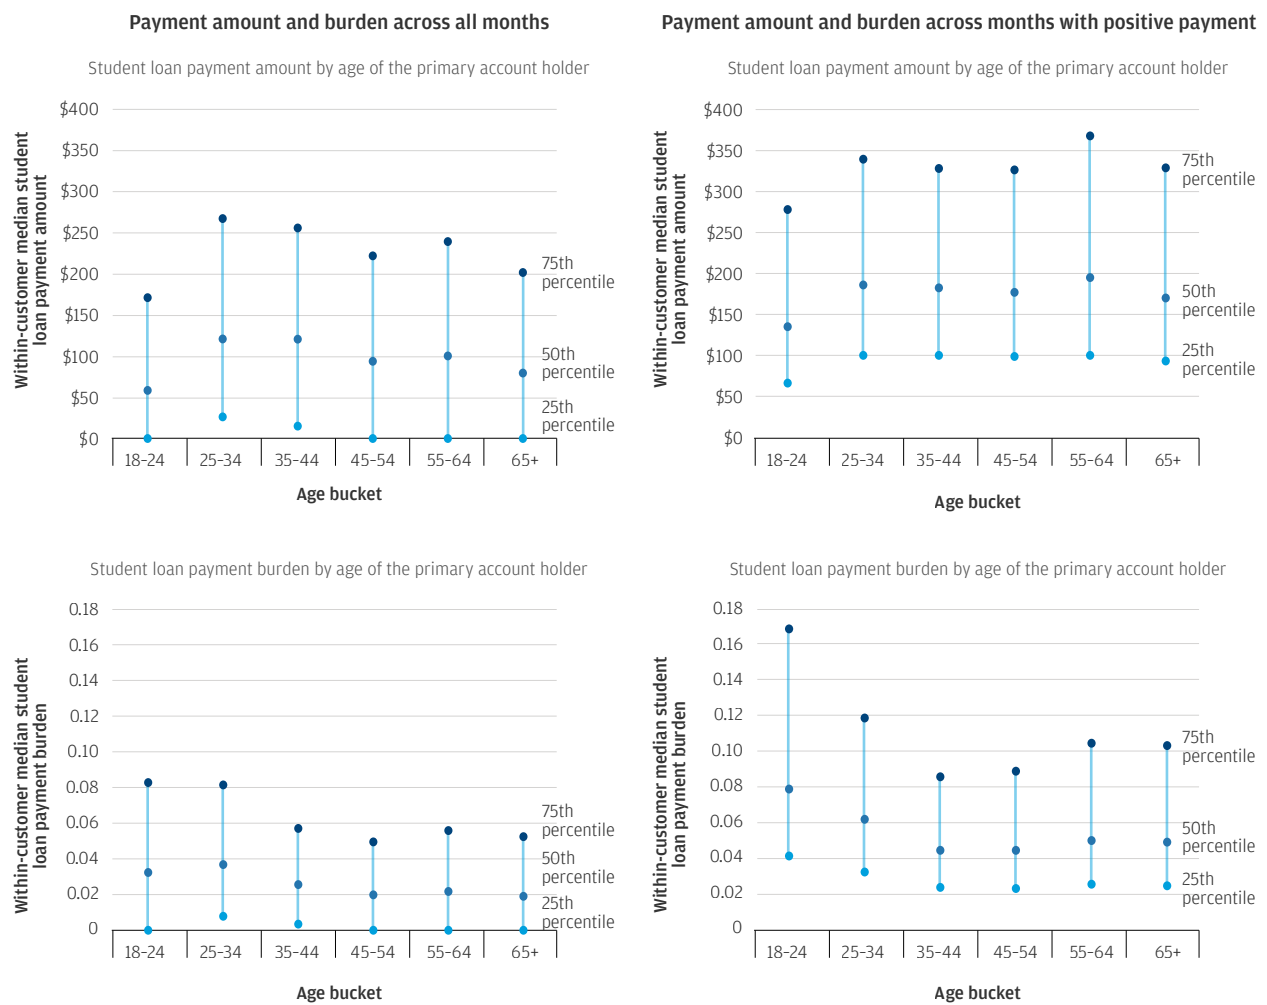 Payment amount and burden across all months
Student loan payment amount by age of the primary account holder
Within-customer median student
loan payment amount
$400
$350
$300
$250
$200
$150
$100
$50
$0
75th
percentile
50th
percentile
25th
percentile
18–24
25–34
35–44
45–54
55–64
65+
Age bucket
Payment amount and burden across months with positive payment
Student loan payment amount by age of the primary account holder
Within-customer median student
loan payment amount
$400
$350
$300
$250
$200
$150
$100
$50
$0
75th
percentile
50th
percentile
25th
percentile
18–24
25–34
35–44
45–54
55–64
65+
Age bucket
Student loan payment burden by age of the primary account holder
Within-customer median student
loan payment burden
0.18
0.16
0.14
0.12
0.10
0.08
0.06
0.04
0.02
0
75th
percentile
50th
percentile
25th
percentile
18–24
25–34
35–44
45–54
55–64
65+
Age bucket
Student loan payment burden by age of the primary account holder
Within-customer median student
loan payment burden
0.18
0.16
0.14
0.12
0.10
0.08
0.06
0.04
0.02
0
75th
percentile
50th
percentile
25th
percentile
18–24
25–34
35–44
45–54
55–64
65+
Age bucket